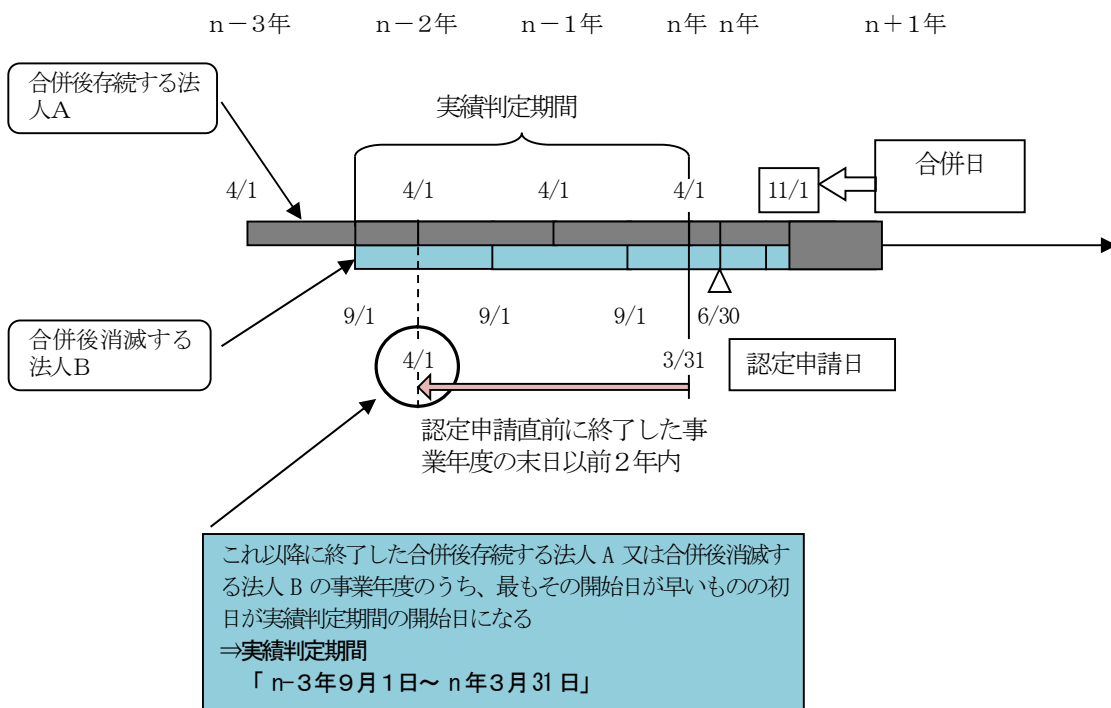 n-3年 n-2年 n-1年 n年 n年 n+1年
合併後存続する法
人A
実績判定期間
合併日
4/1 4/1 4/1 4/1 11/1
9/1 9/1 9/1 6/30
合併後消滅する
法人B
4/1 3/31 認定申請日
認定申請直前に終了した事
業年度の末日以前2年内
これ以降に終了した合併後存続する法人 A 又は合併後消滅す
る法人 B の事業年度のうち、最もその開始日が早いものの初
日が実績判定期間の開始日になる
⇒実績判定期間
「 n-3年9月1日~ n年3月31日」